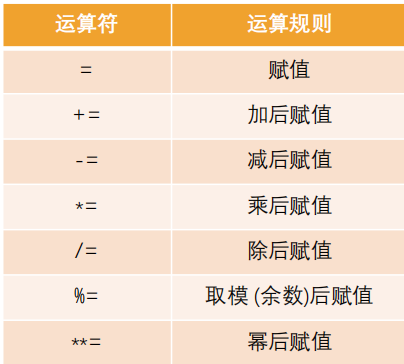 运算符 运算规则
= 赋值
+= 加后赋值
-= 减后赋值
*= 乘后赋值
/= 除后赋值
%= 取模 (余数)后赋值
**= 幂后赋值